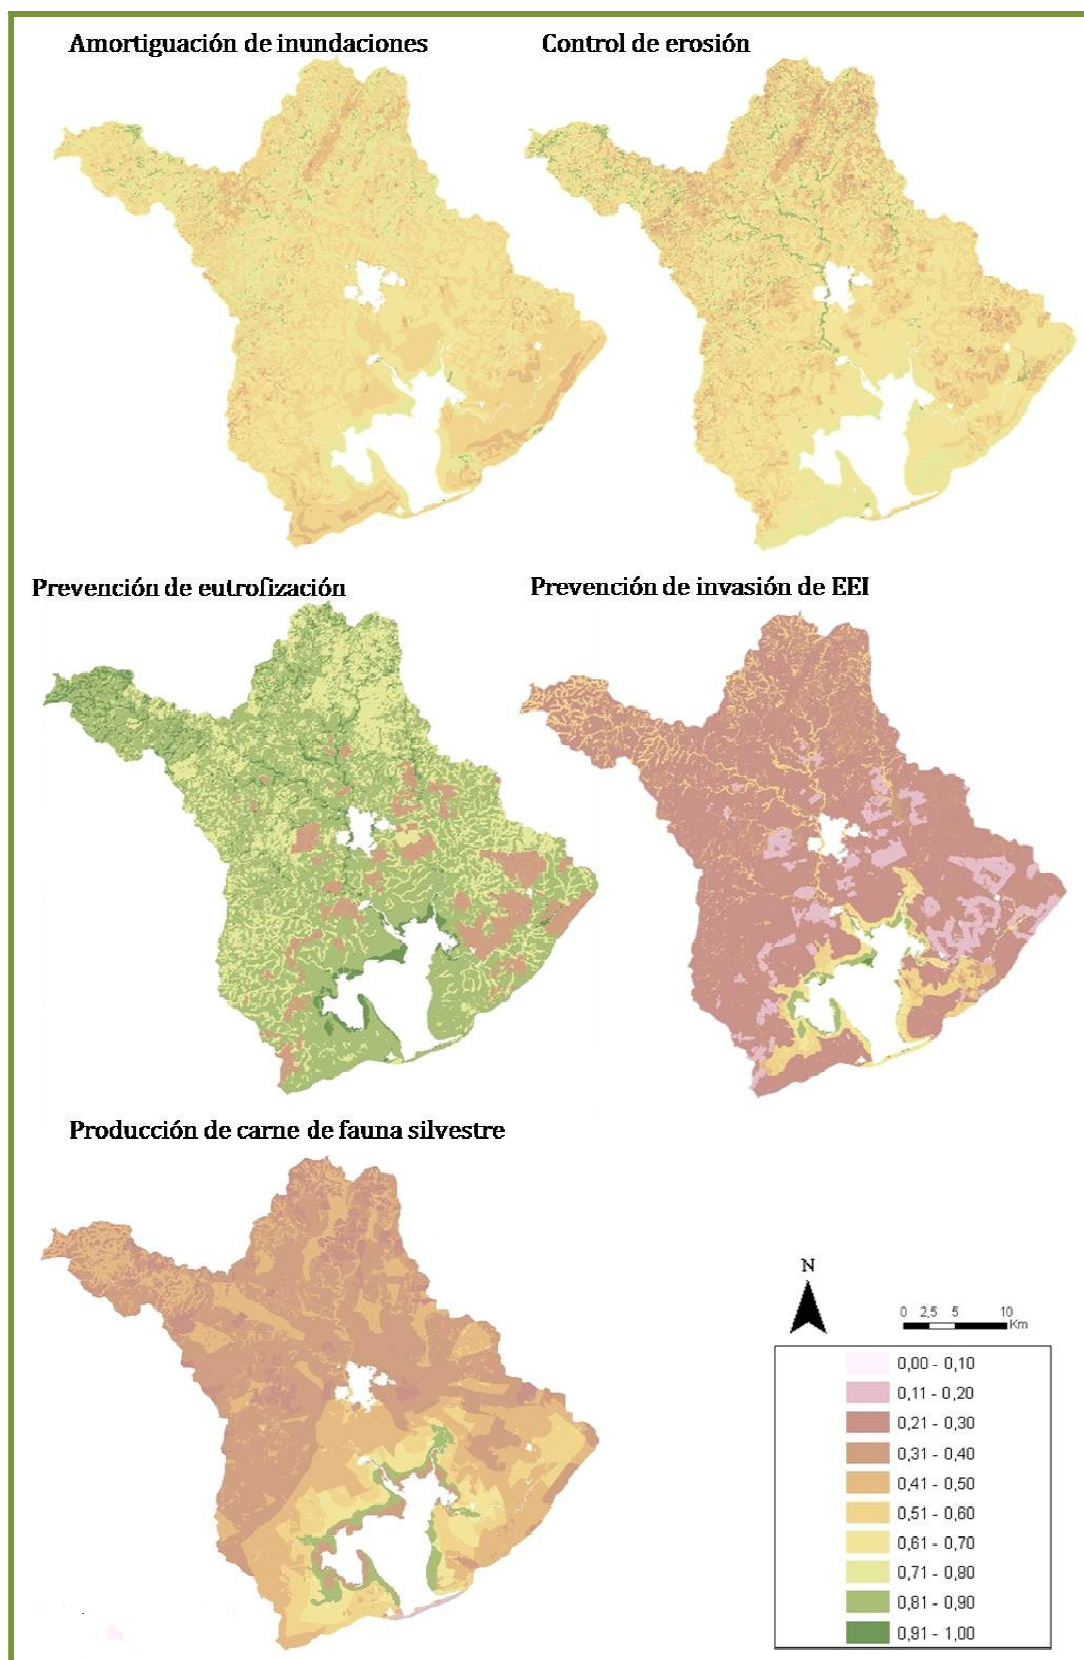 Amortiguación de inundaciones
Control de erosión
Prevención de eutrofización
Prevención de invasión de EEI
Producción de carne de fauna silvestre
N
0 2,5 5 10
Km
0,00 - 0,10
0,11 - 0,20
0,21 - 0,30
0,31 - 0,40
0,41 - 0,50
0,51 - 0,60
0,61 - 0,70
0,71 - 0,80
0,81 - 0,90
0,91 - 1,00